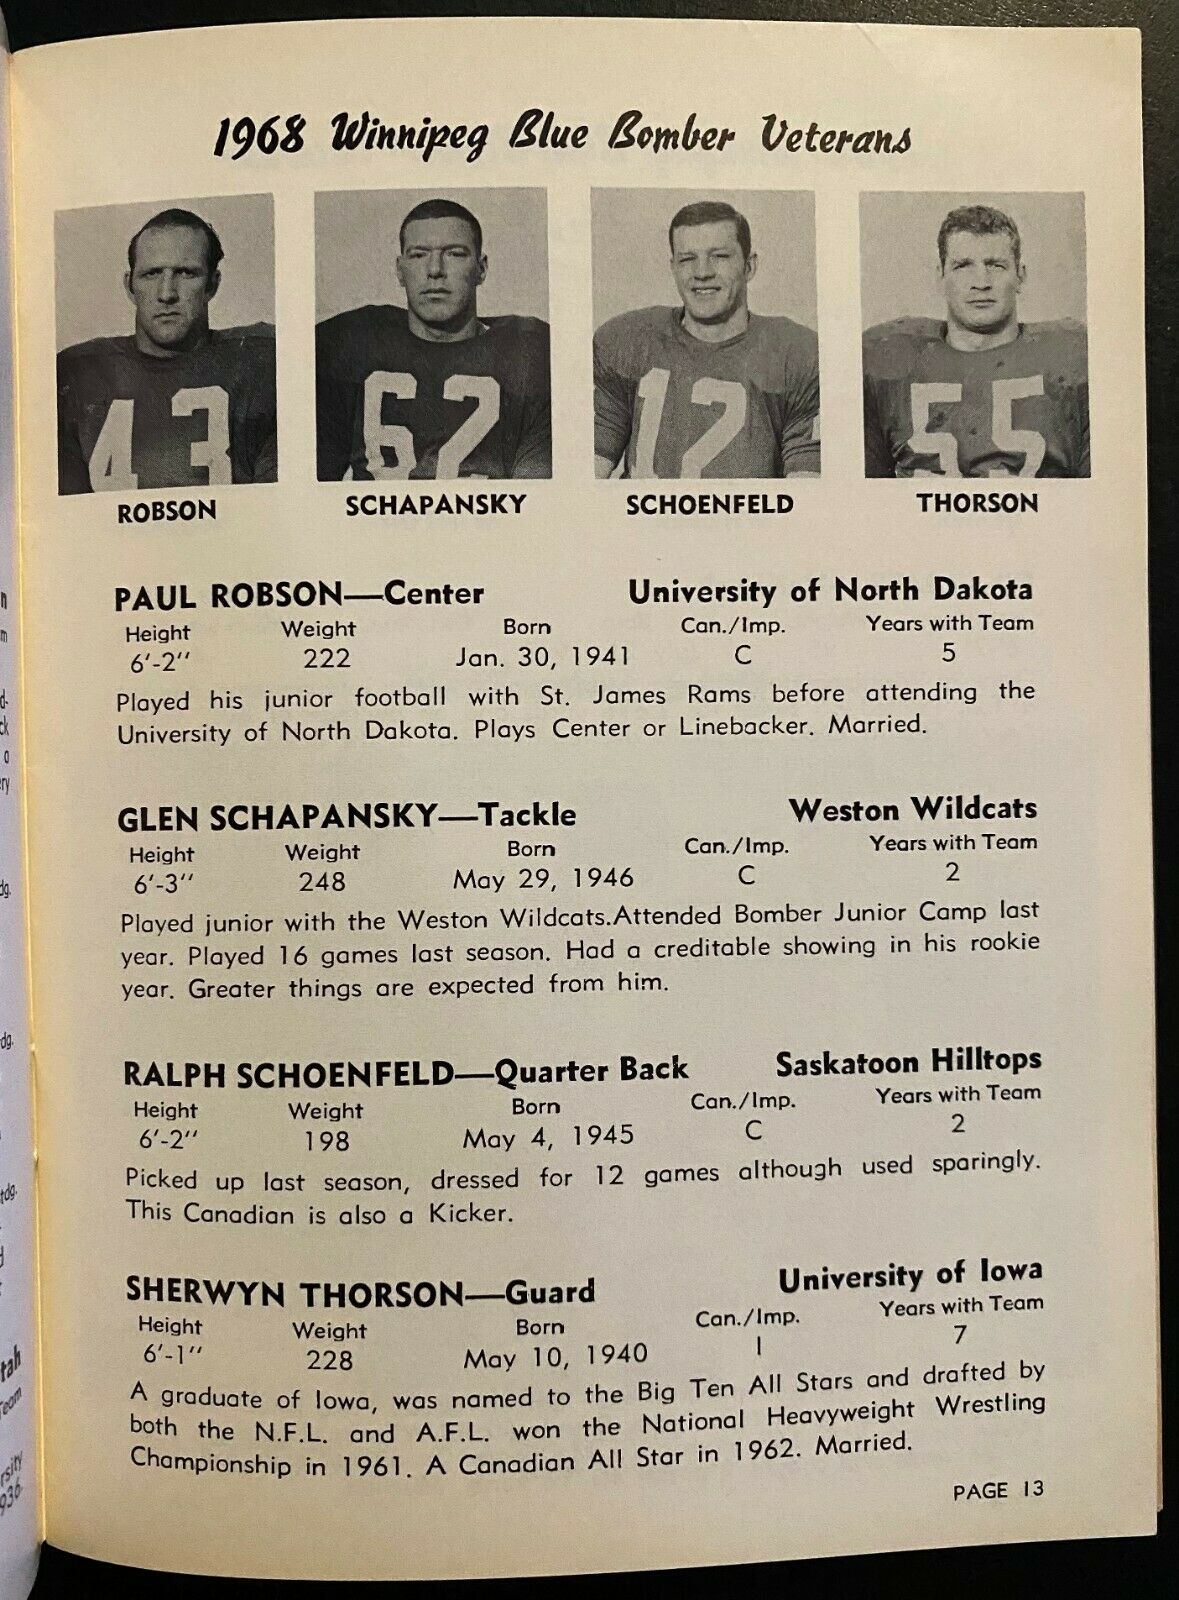 1968 Winnipeg Blue Bomber Veterans
43
62
12
55
ROBSON SCHAPANSKY SCHOENFELD THORSON
PAUL ROBSON—Center University of North Dakota
Height Weight Born Can./Imp. Years with Team
6'-2" 222 Jan. 30, 1941 C 5
Played his junior football with St. James Rams before attending the
University of North Dakota. Plays Center or Linebacker. Married.
GLEN SCHAPANSKY—Tackle Weston Wildcats
Height Weight Born Can./Imp. Years with Team
6'-3" 248 May 29, 1946 C 2
Played junior with the Weston Wildcats.Attended Bomber Junior Camp last
year. Played 16 games last season. Had a creditable showing in his rookie
year. Greater things are expected from him.
RALPH SCHOENFELD—Quarter Back Saskatoon Hilltops
Height Weight Born Can./Imp. Years with Team
6'-2" 198 May 4, 1945 C 2
Picked up last season, dressed for 12 games although used sparingly.
This Canadian is also a Kicker.
SHERWYN THORSON—Guard University of Iowa
Height Weight Born Can./Imp. Years with Team
6'-1" 228 May 10, 1940 I 7
A graduate of Iowa, was named to the Big Ten All Stars and drafted by
both the N.F.L. and A.F.L. won the National Heavyweight Wrestling
Championship in 1961. A Canadian All Star in 1962. Married.
PAGE 13